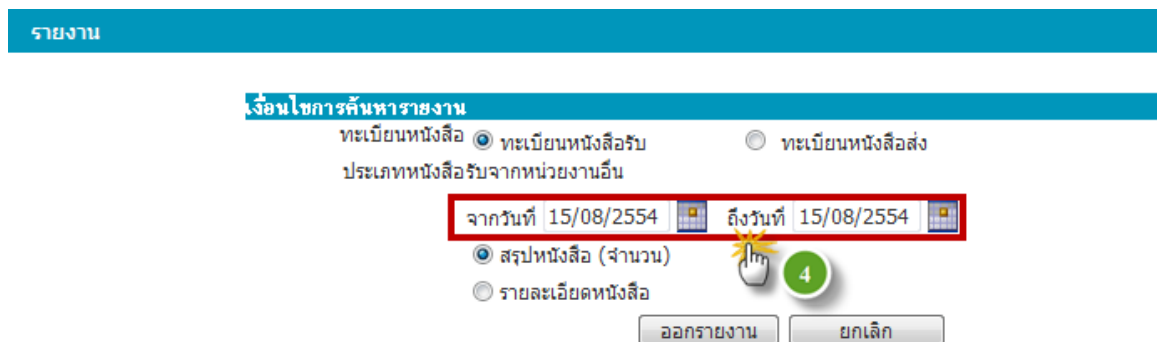 รายงาน
เงื่อนไขการค้นหารายงาน
ทะเบียนหนังสือ ทะเบียนหนังสือรับ ทะเบียนหนังสือส่ง
ประเภทหนังสือรับจากหน่วยงานอื่น
จากวันที่ 15/08/2554 ถึงวันที่ 15/08/2554
สรุปหนังสือ (จำนวน)
4
รายละเอียดหนังสือ
ออกรายงาน ยกเลิก